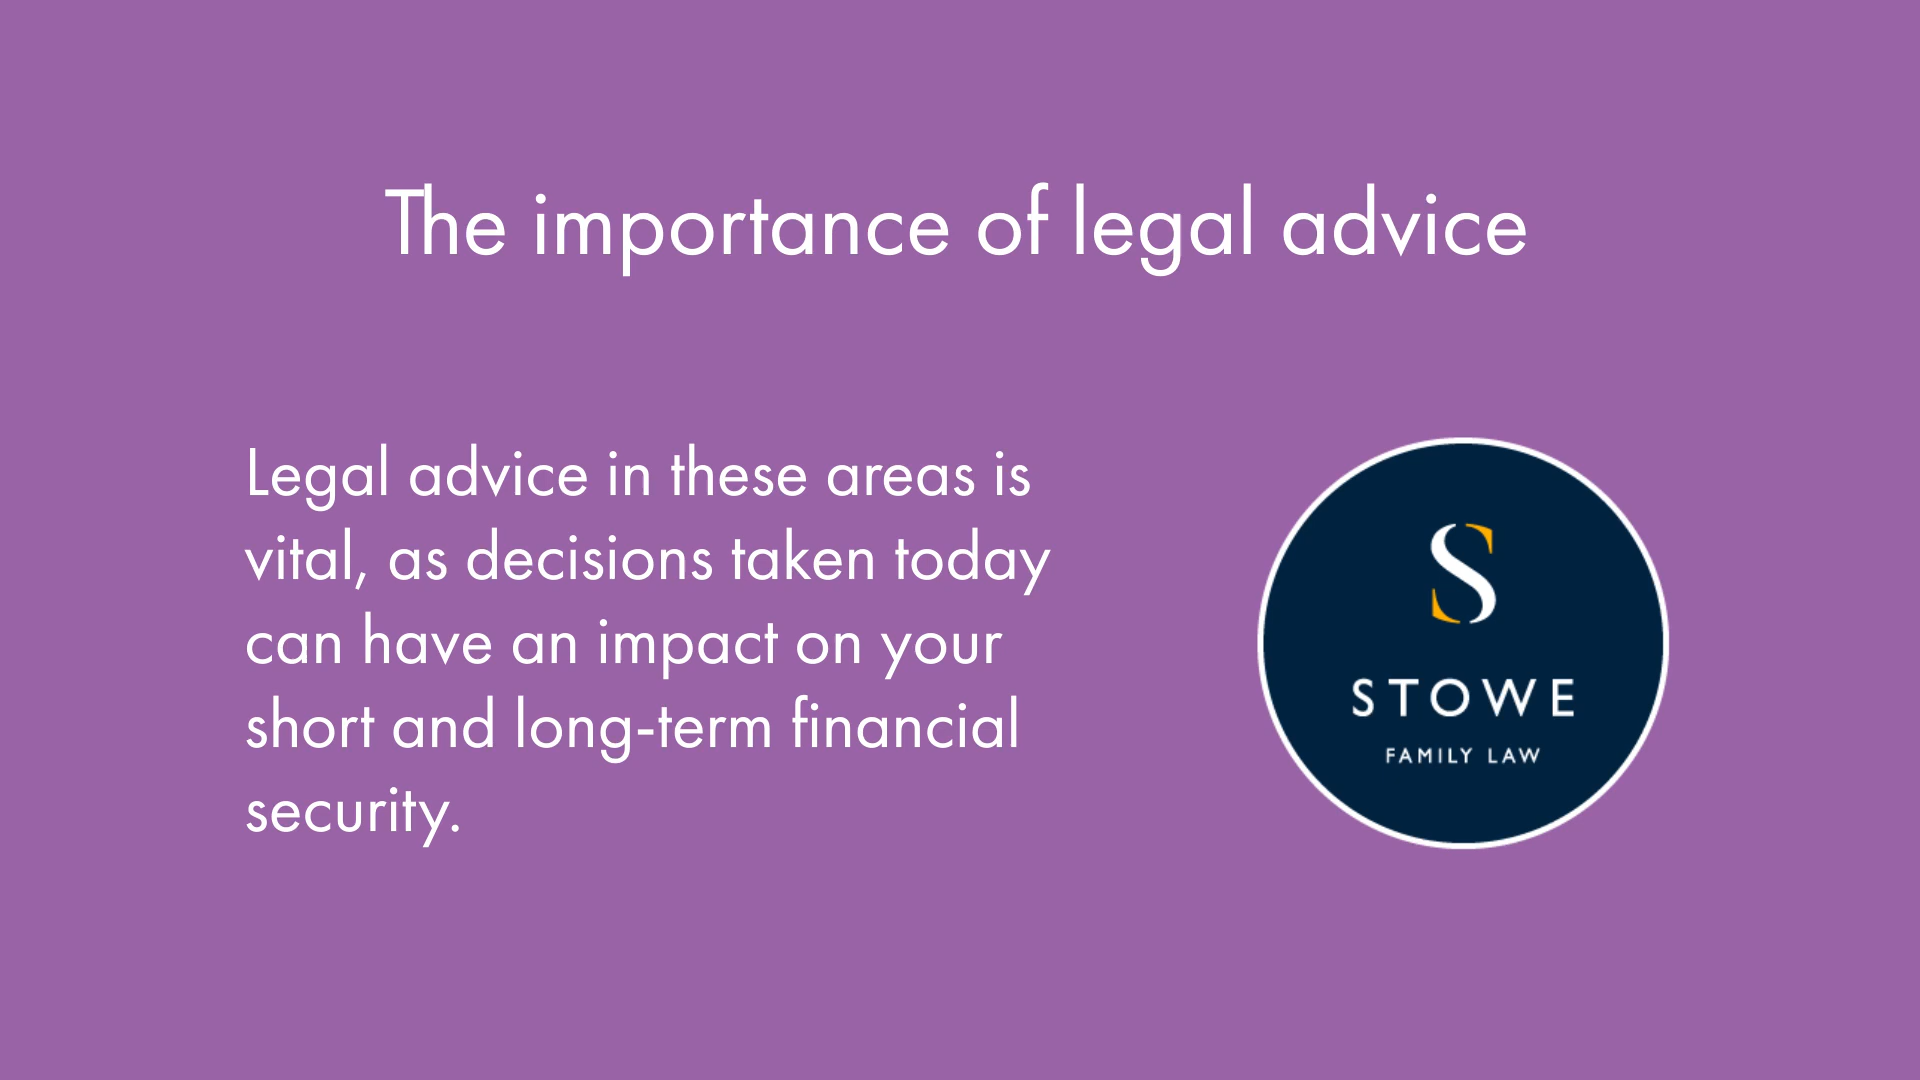 The importance of legal advice
Legal advice in these areas is
vital, as decisions taken today
can have an impact on your
short and long-term financial
security.
S
STOWE
FAMILY LAW